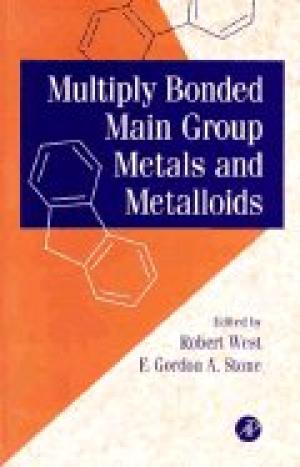 Multiply Bonded
Main Group
Metals and
Metalloids
Edited by
Robert West
F. Gordon A. Stone